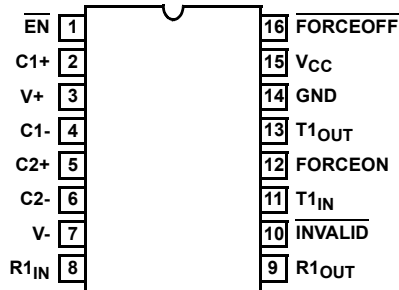 EN 1 16 FORCEOFF
C1+ 2 15 VCC
V+ 3 14 GND
C1- 4 13 T1OUT
C2+ 5 12 FORCEON
C2- 6 11 T1IN
V- 7 10 INVALID
R1IN 8 9 R1OUT